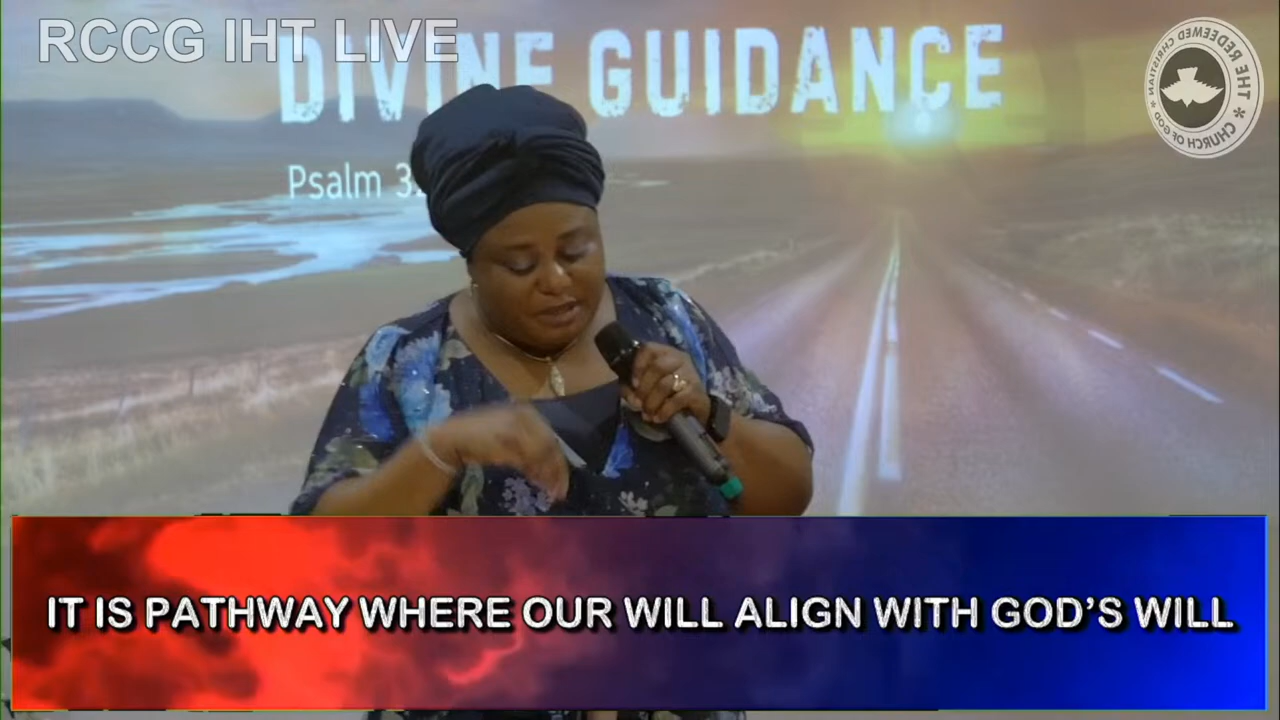 RCCG IHT LIVE
DIVINE GUIDANCE
Psalm
THE REDEEMED CHRISTIAN
CHURCH OF GOD
IT IS PATHWAY WHERE OUR WILL ALIGN WITH GOD'S WILL